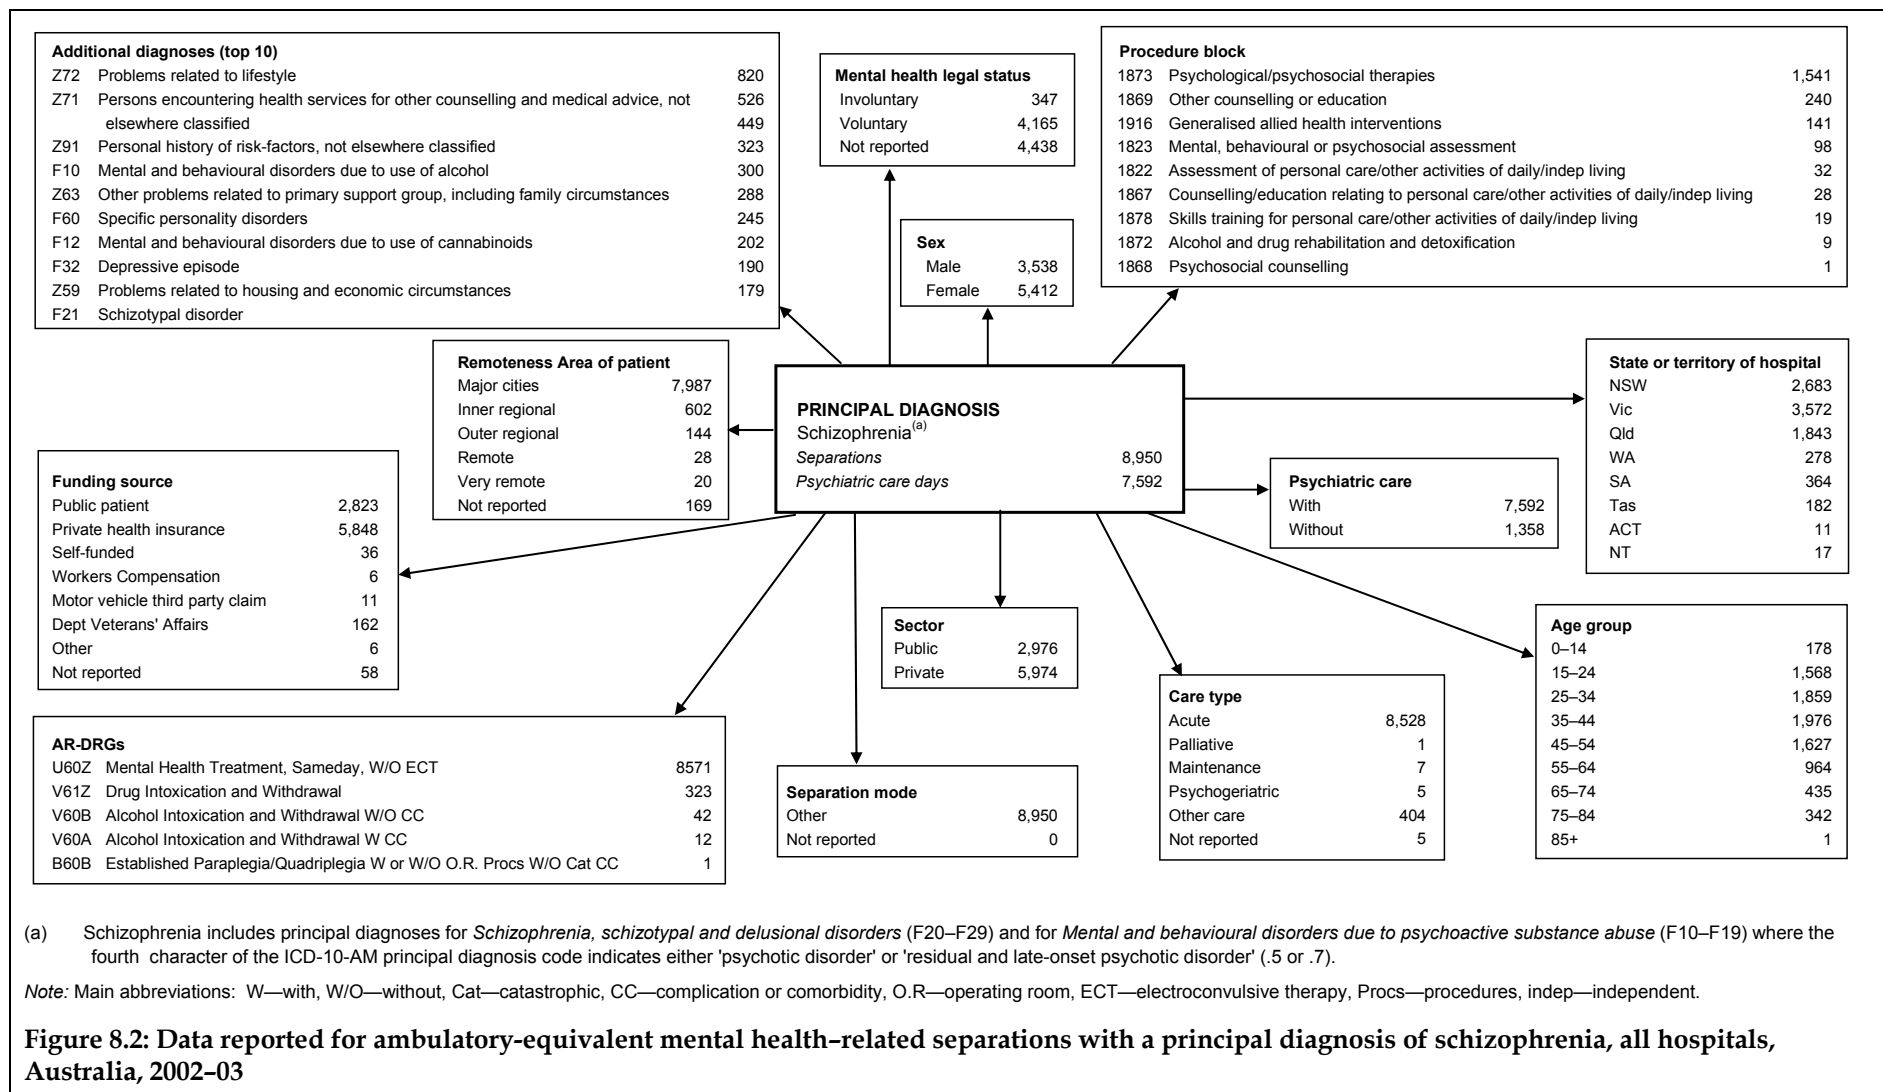 Additional diagnoses (top 10)
Z72 Problems related to lifestyle 820
Z71 Persons encountering health services for other counselling and medical advice, not 526
elsewhere classified 449
Z91 Personal history of risk-factors, not elsewhere classified 323
F10 Mental and behavioural disorders due to use of alcohol 300
Z63 Other problems related to primary support group, including family circumstances 288
F60 Specific personality disorders 245
F12 Mental and behavioural disorders due to use of cannabinoids 202
F32 Depressive episode 190
Z59 Problems related to housing and economic circumstances 179
F21 Schizotypal disorder
Mental health legal status
Involuntary 347
Voluntary 4,165
Not reported 4,438
Procedure block
1873 Psychological/psychosocial therapies 1,541
1869 Other counselling or education 240
1916 Generalised allied health interventions 141
1823 Mental, behavioural or psychosocial assessment 98
1822 Assessment of personal care/other activities of daily/indep living 32
1867 Counselling/education relating to personal care/other activities of daily/indep living 28
1878 Skills training for personal care/other activities of daily/indep living 19
1872 Alcohol and drug rehabilitation and detoxification 9
1868 Psychosocial counselling 1
Sex
Male 3,538
Female 5,412
Remoteness Area of patient
Major cities 7,987
Inner regional 602
Outer regional 144
Remote 28
Very remote 20
Not reported 169
PRINCIPAL DIAGNOSIS
Schizophrenia(a)
Separations 8,950
Psychiatric care days 7,592
State or territory of hospital
NSW 2,683
Vic 3,572
Qld 1,843
WA 278
SA 364
Tas 182
ACT 11
NT 17
Funding source
Public patient 2,823
Private health insurance 5,848
Self-funded 36
Workers Compensation 6
Motor vehicle third party claim 11
Dept Veterans' Affairs 162
Other 6
Not reported 58
Psychiatric care
With 7,592
Without 1,358
Sector
Public 2,976
Private 5,974
Age group
0–14 178
15–24 1,568
25–34 1,859
35–44 1,976
45–54 1,627
55–64 964
65–74 435
75–84 342
85+ 1
AR-DRGs
U60Z Mental Health Treatment, Sameday, W/O ECT 8571
V61Z Drug Intoxication and Withdrawal 323
V60B Alcohol Intoxication and Withdrawal W/O CC 42
V60A Alcohol Intoxication and Withdrawal W CC 12
B60B Established Paraplegia/Quadriplegia W or W/O O.R. Procs W/O Cat CC 1
Separation mode
Other 8,950
Not reported 0
Care type
Acute 8,528
Palliative 1
Maintenance 7
Psychogeriatric 5
Other care 404
Not reported 5
(a) Schizophrenia includes principal diagnoses for Schizophrenia, schizotypal and delusional disorders (F20–F29) and for Mental and behavioural disorders due to psychoactive substance abuse (F10–F19) where the
fourth character of the ICD-10-AM principal diagnosis code indicates either 'psychotic disorder' or 'residual and late-onset psychotic disorder' (.5 or .7).
Note: Main abbreviations: W—with, W/O—without, Cat—catastrophic, CC—complication or comorbidity, O.R—operating room, ECT—electroconvulsive therapy, Procs—procedures, indep—independent.
Figure 8.2: Data reported for ambulatory-equivalent mental health–related separations with a principal diagnosis of schizophrenia, all hospitals,
Australia, 2002–03